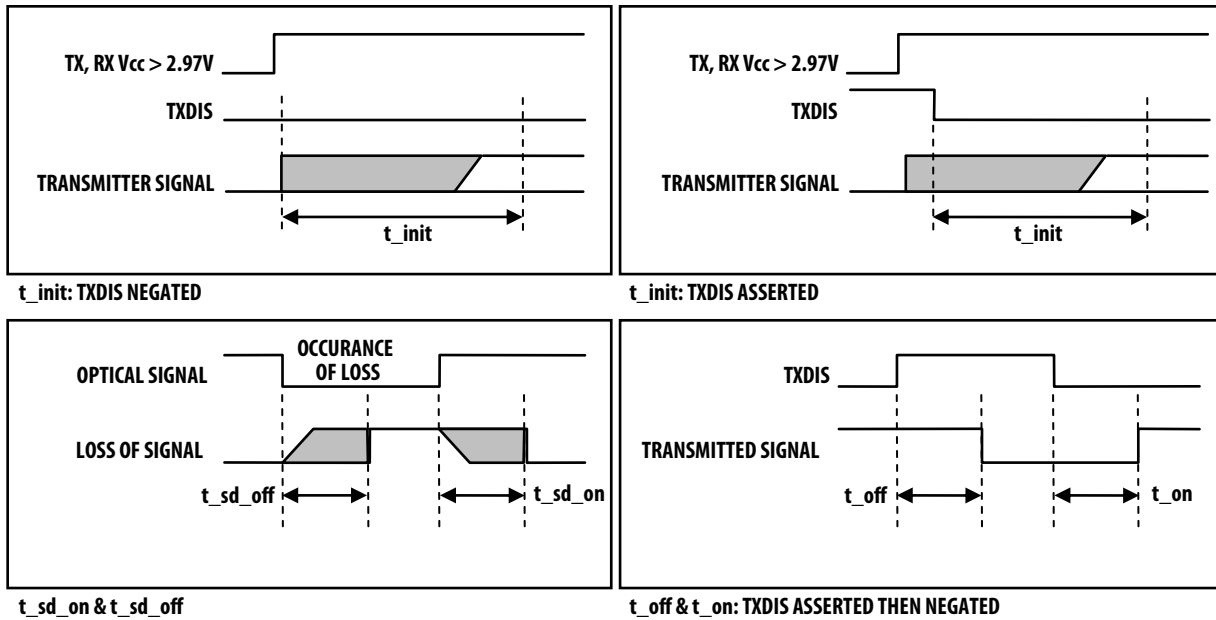 TX, RX Vcc > 2.97V
TXDIS
TRANSMITTER SIGNAL
t_init
t_init: TXDIS NEGATED
TX, RX Vcc > 2.97V
TXDIS
TRANSMITTER SIGNAL
t_init
t_init: TXDIS ASSERTED
OPTICAL SIGNAL
OCCURANCE
OF LOSS
LOSS OF SIGNAL
t_sd_off
t_sd_on
t_sd_on & t_sd_off
TXDIS
TRANSMITTED SIGNAL
t_off
t_on
t_off & t_on: TXDIS ASSERTED THEN NEGATED